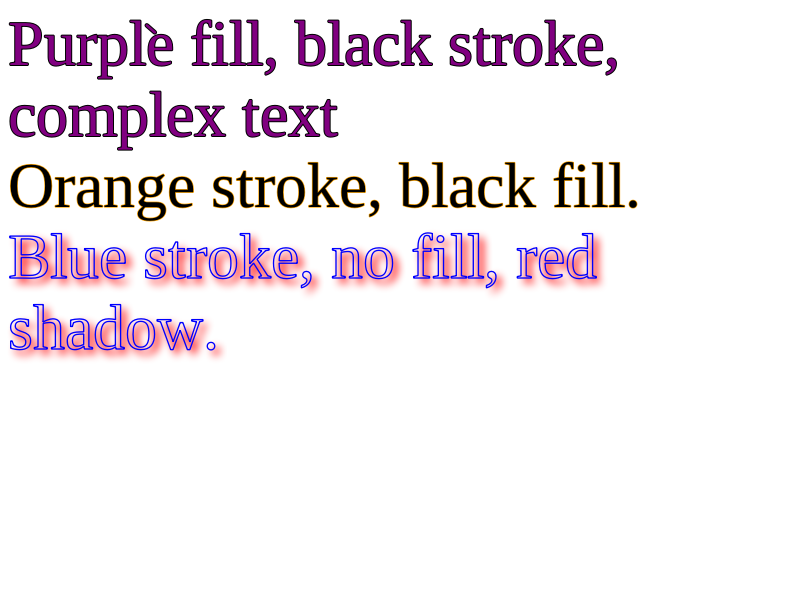 Purplè fill, black stroke,
complex text
Orange stroke, black fill.
Blue stroke, no fill, red
shadow.